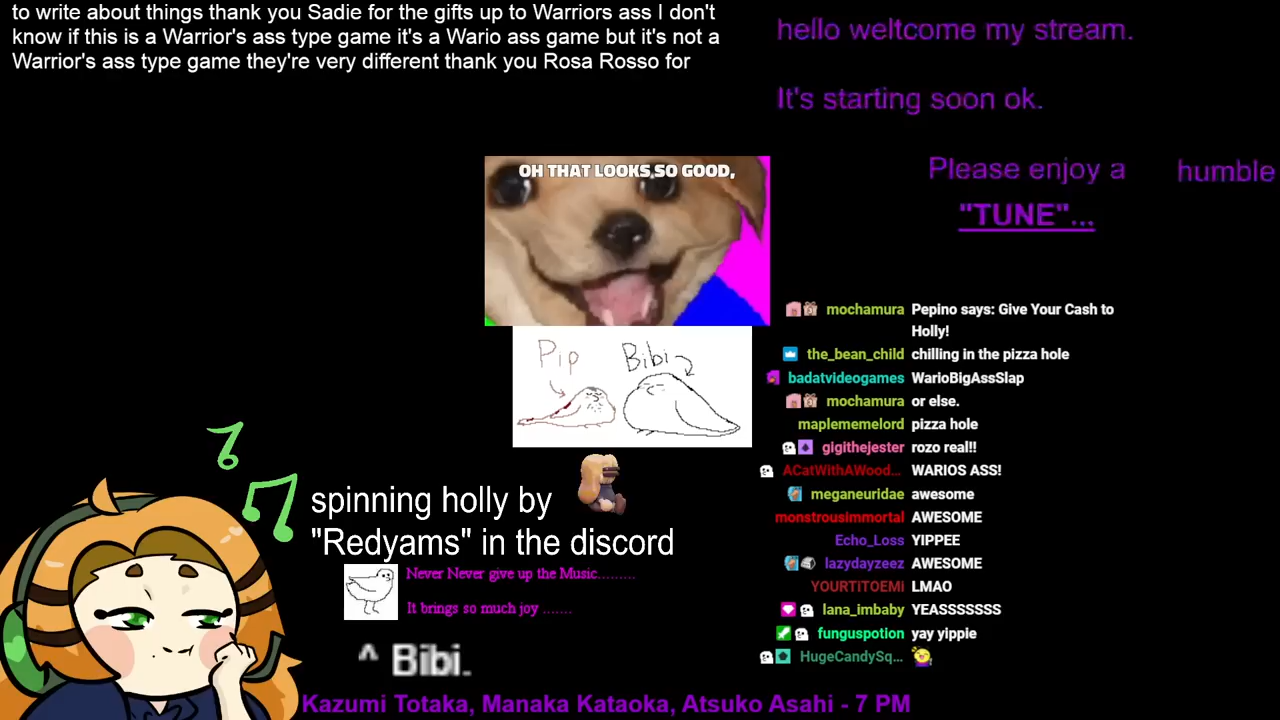 to write about things thank you Sadie for the gifts up to Warriors ass I don't
know if this is a Warrior's ass type game it's a Wario ass game but it's not a
Warrior's ass type game they're very different thank you Rosa Rosso for
hello weltcome my stream.
It's starting soon ok.
Please enjoy a humble
"TUNE"...
OH THAT LOOKS SO GOOD,
Pip
Bibi
mochamura Pepino says: Give Your Cash to
Holly!
the_bean_child chilling in the pizza hole
badatvideogames WarioBigAssSlap
mochamura or else.
maplememelord pizza hole
gigithejester rozo real!!
ACatWithAWood... WARIOS ASS!
meganeuridae awesome
monstrousimmortal AWESOME
Echo_Loss YIPPEE
lazydayzeez AWESOME
YOURTiTOEMi LMAO
lana_imbaby YEASSSSSSS
funguspotion yay yippie
HugeCandySq...
spinning holly by
"Redyams" in the discord
Never Never give up the Music.........
It brings so much joy .......
^ Bibi.
Kazumi Totaka, Manaka Kataoka, Atsuko Asahi - 7 PM